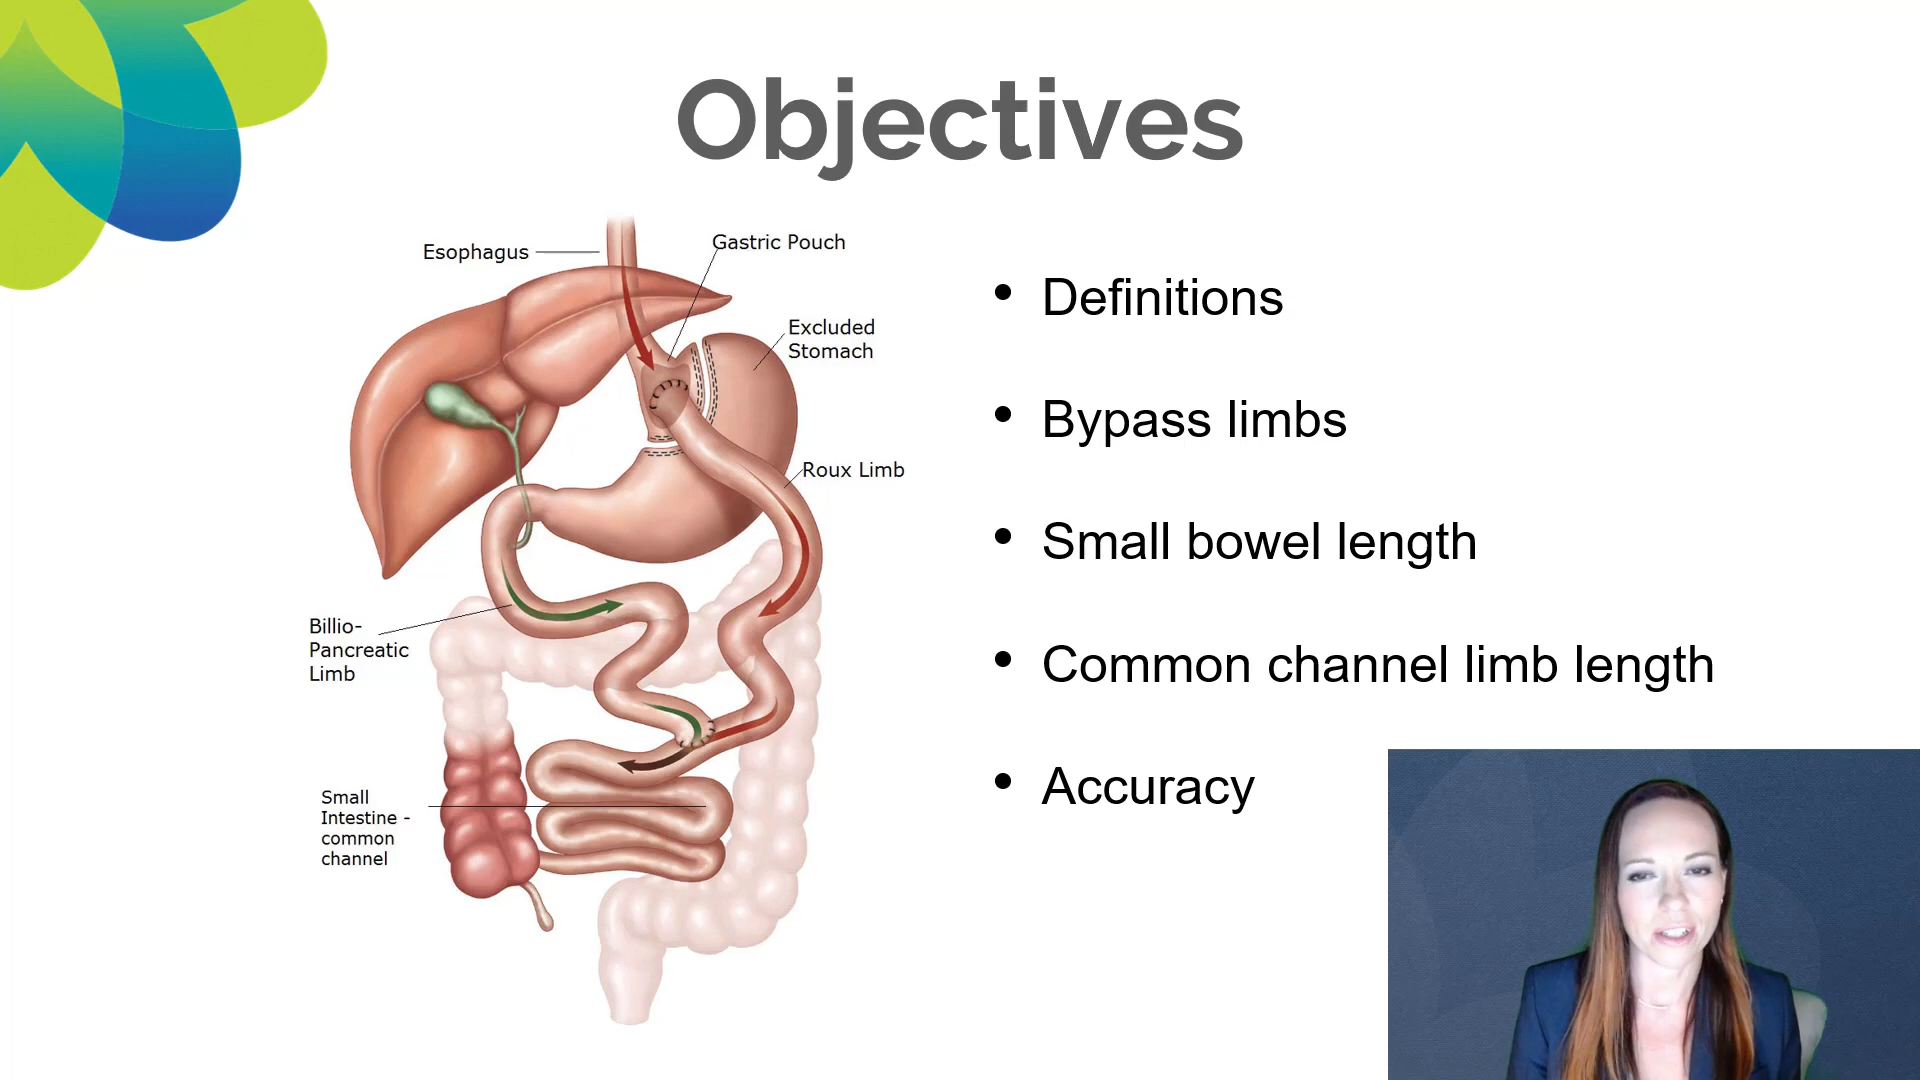 Objectives
Esophagus
Gastric Pouch
Excluded
Stomach
Roux Limb
Billio-
Pancreatic
Limb
Small
Intestine -
common
channel
• Definitions
• Bypass limbs
• Small bowel length
• Common channel limb length
• Accuracy